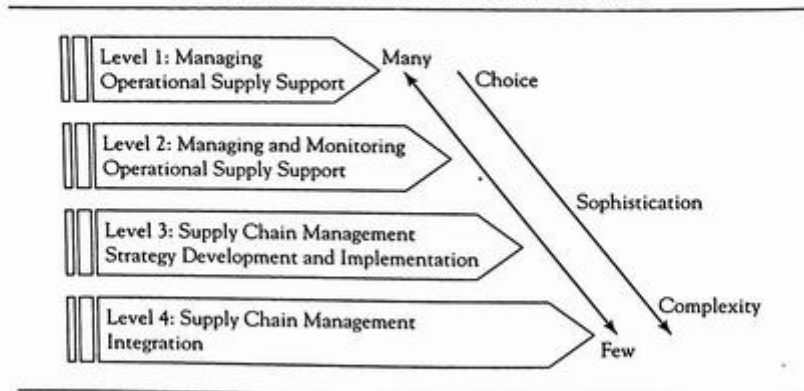 Level 1: Managing
Operational Supply Support
Many
Choice
Level 2: Managing and Monitoring
Operational Supply Support
Sophistication
Level 3: Supply Chain Management
Strategy Development and Implementation
Complexity
Level 4: Supply Chain Management
Integration
Few